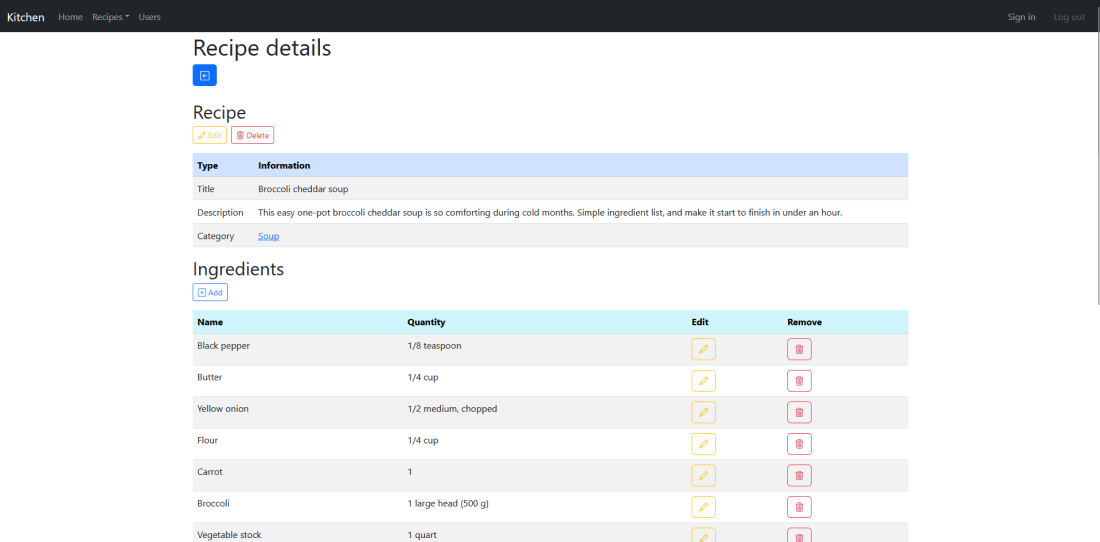 Kitchen Home Recipes Users Sign in Log out
Recipe details
Recipe
Edit Delete
Type Information
Title Broccoli cheddar soup
Description This easy one-pot broccoli cheddar soup is so comforting during cold months. Simple ingredient list, and make it start to finish in under an hour.
Category Soup
Ingredients
Add
Name Quantity Edit Remove
Black pepper 1/8 teaspoon
Butter 1/4 cup
Yellow onion 1/2 medium, chopped
Flour 1/4 cup
Carrot 1
Broccoli 1 large head (500 g)
Vegetable stock 1 quart